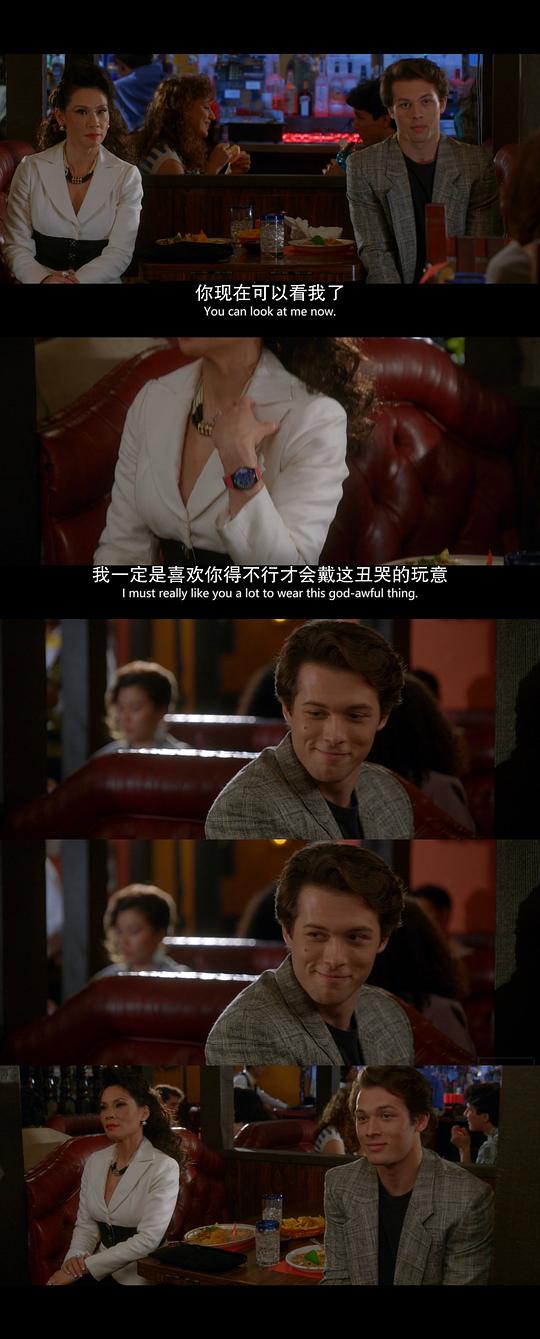 你现在可以看我了
You can look at me now.
我一定是喜欢你得不行才会戴这丑哭的玩意
I must really like you a lot to wear this god-awful thing.